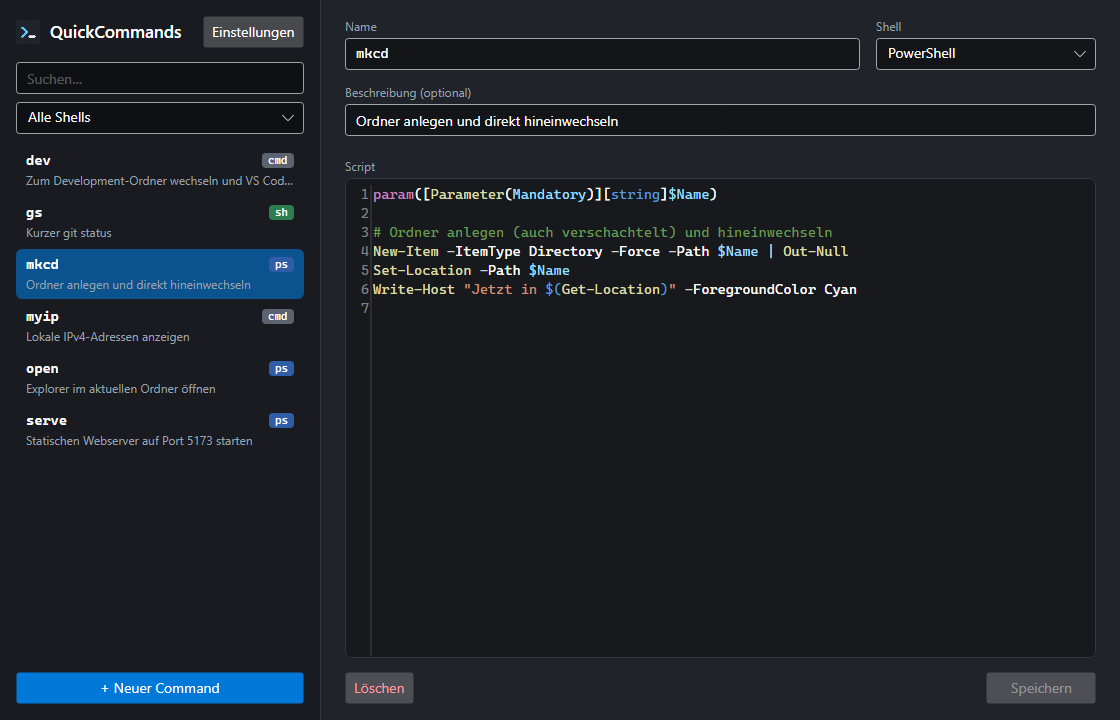 QuickCommands
Einstellungen
Suchen...
Alle Shells
dev cmd
Zum Development-Ordner wechseln und VS Cod...
gs sh
Kurzer git status
mkcd ps
Ordner anlegen und direkt hineinwechseln
myip cmd
Lokale IPv4-Adressen anzeigen
open ps
Explorer im aktuellen Ordner öffnen
serve ps
Statischen Webserver auf Port 5173 starten
+ Neuer Command
Name
mkcd
Shell
PowerShell
Beschreibung (optional)
Ordner anlegen und direkt hineinwechseln
Script
1 param([Parameter(Mandatory)][string]$Name)
2
3 # Ordner anlegen (auch verschachtelt) und hineinwechseln
4 New-Item -ItemType Directory -Force -Path $Name | Out-Null
5 Set-Location -Path $Name
6 Write-Host "Jetzt in $(Get-Location)" -ForegroundColor Cyan
7
Löschen
Speichern